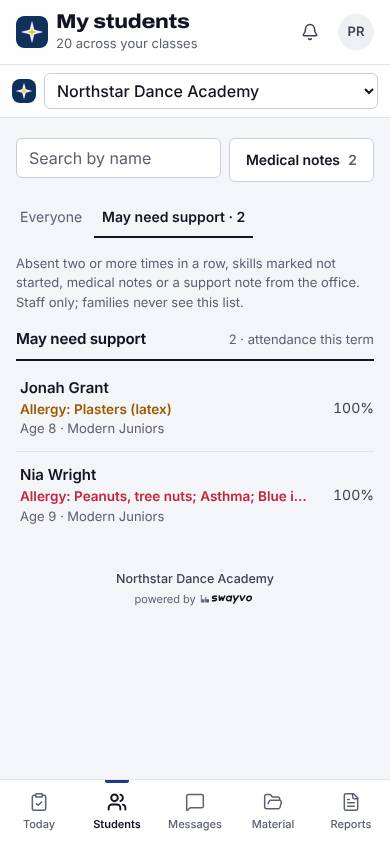 My students
20 across your classes
PR
Northstar Dance Academy
Search by name
Medical notes 2
Everyone
May need support · 2
Absent two or more times in a row, skills marked not
started, medical notes or a support note from the office.
Staff only; families never see this list.
May need support
2 · attendance this term
Jonah Grant
Allergy: Plasters (latex)
Age 8 · Modern Juniors
100%
Nia Wright
Allergy: Peanuts, tree nuts; Asthma; Blue i...
Age 9 · Modern Juniors
100%
Northstar Dance Academy
powered by swayvo
Today
Students
Messages
Material
Reports